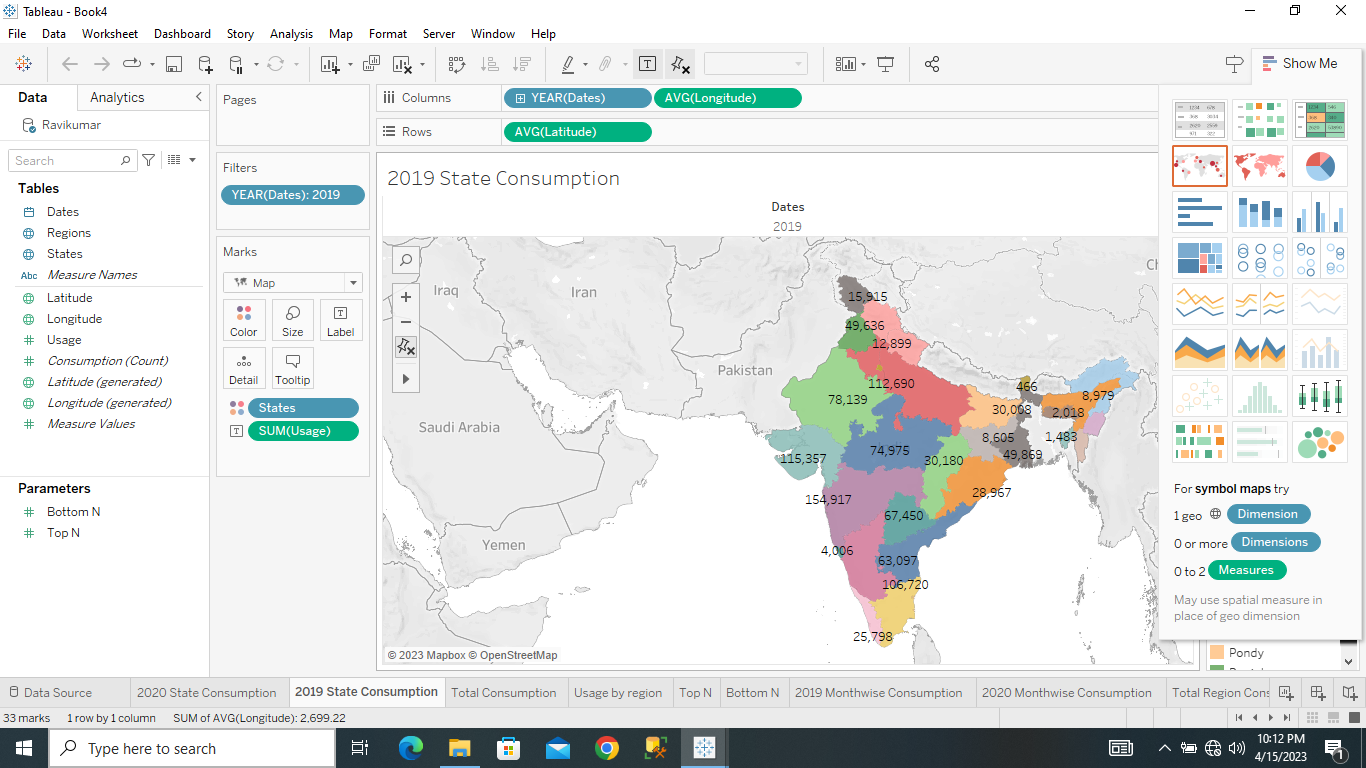 Tableau - Book4
File Data Worksheet Dashboard Story Analysis Map Format Server Window Help
Show Me
Data Analytics
Ravikumar
Search
Tables
Dates
Regions
States
Abc Measure Names
Latitude
Longitude
Usage
Consumption (Count)
Latitude (generated)
Longitude (generated)
Measure Values
Parameters
Bottom N
Top N
Pages
Filters
YEAR(Dates): 2019
Marks
Map
Color Size Label
Detail Tooltip
States
SUM(Usage)
Columns YEAR(Dates) AVG(Longitude)
Rows AVG(Latitude)
2019 State Consumption
Dates
2019
Iraq
Iran
Pakistan
Saudi Arabia
Yemen
Ch
15,915
49,636
12,899
112,690
78,139
466
8,979
30,008
2,018
8,605
1,483
49,869
115,357
74,975
30,180
28,967
154,917
67,450
4,006
63,097
106,720
25,798
© 2023 Mapbox © OpenStreetMap
For symbol maps try
1 geo Dimension
0 or more Dimensions
0 to 2 Measures
May use spatial measure in
place of geo dimension
Pondy
Data Source 2020 State Consumption 2019 State Consumption Total Consumption Usage by region Top N Bottom N 2019 Monthwise Consumption 2020 Monthwise Consumption Total Region Cons
33 marks 1 row by 1 column SUM of AVG(Longitude): 2,699.22
Type here to search
10:12 PM
4/15/2023
1